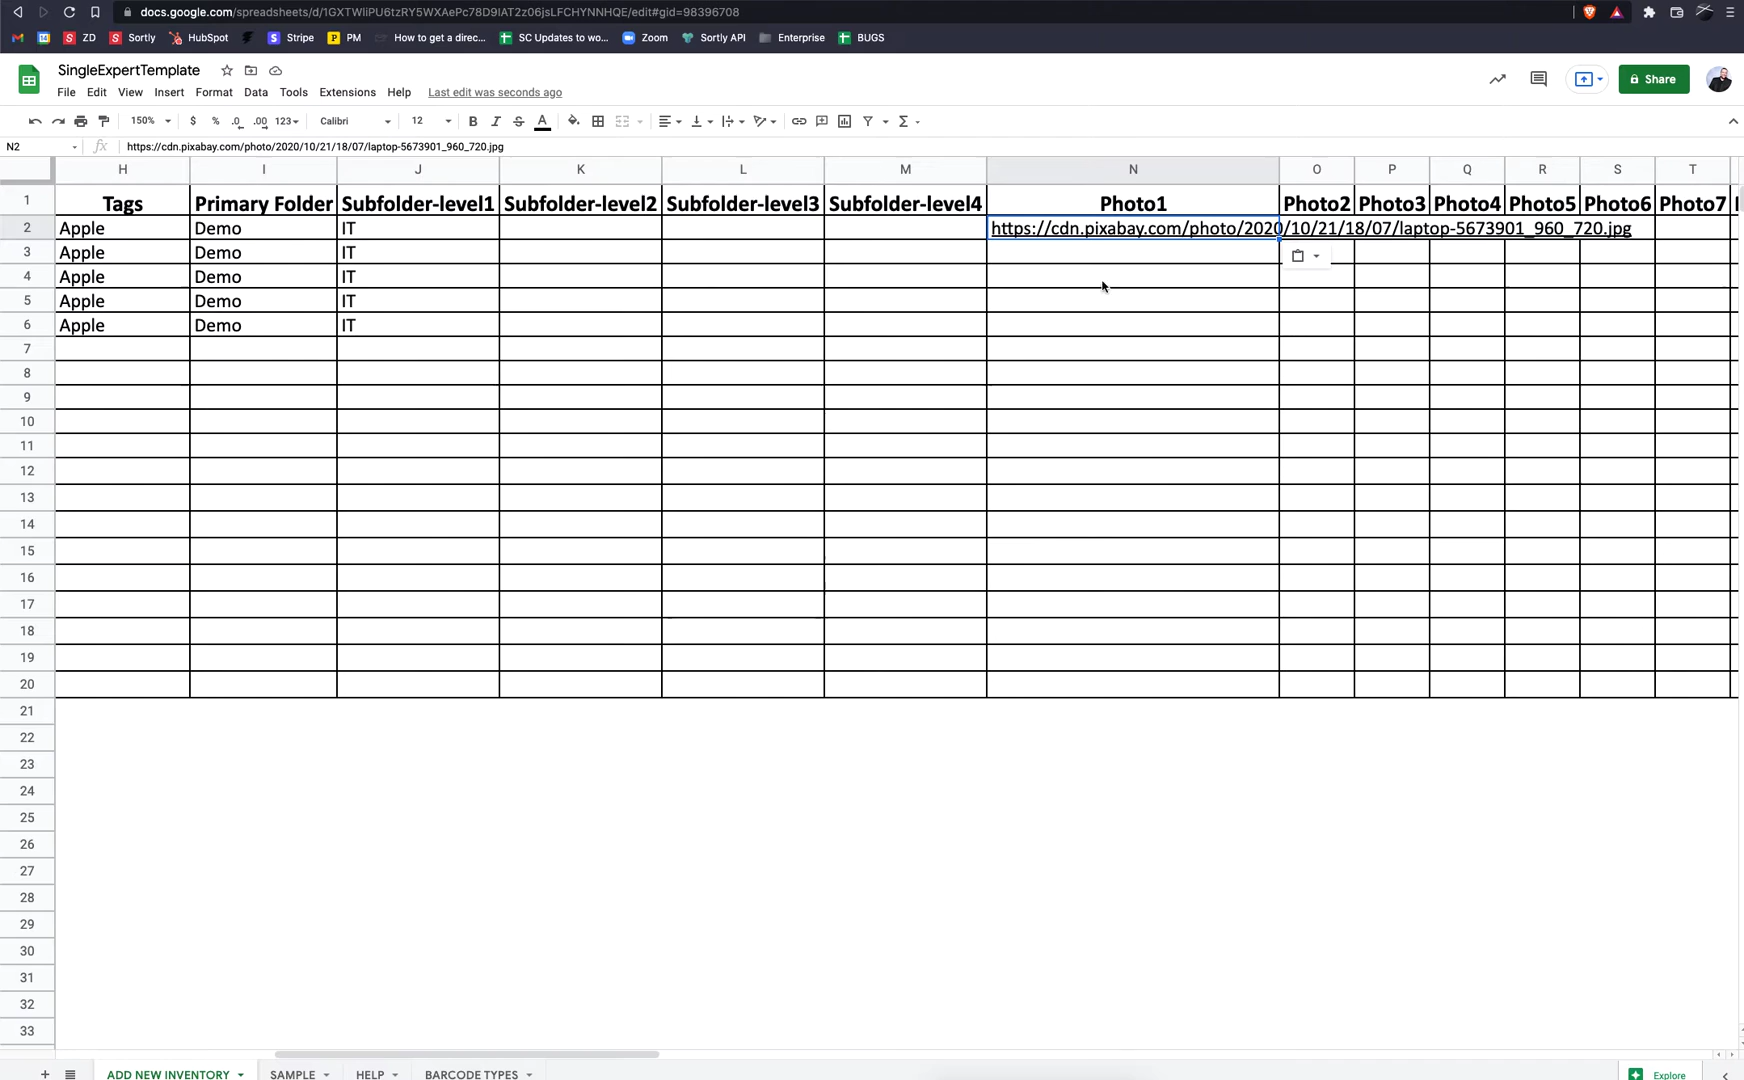 docs.google.com/spreadsheets/d/1GXTWIiPU6tzRY5WXAePc78D9IAT2z06jsLFCHYNNHQE/edit#gid=98396708
ZD Sortly HubSpot Stripe PM How to get a direc... SC Updates to wo... Zoom Sortly API Enterprise BUGS
SingleExpertTemplate
File Edit View Insert Format Data Tools Extensions Help Last edit was seconds ago
Share
150% $ % .0 .00 123 Calibri 12 B I S A
N2 fx https://cdn.pixabay.com/photo/2020/10/21/18/07/laptop-5673901_960_720.jpg
H I J K L M N O P Q R S T
1 Tags Primary Folder Subfolder-level1 Subfolder-level2 Subfolder-level3 Subfolder-level4 Photo1 Photo2 Photo3 Photo4 Photo5 Photo6 Photo7
2 Apple Demo IT https://cdn.pixabay.com/photo/2020/10/21/18/07/laptop-5673901_960_720.jpg
3 Apple Demo IT
4 Apple Demo IT
5 Apple Demo IT
6 Apple Demo IT
7
8
9
10
11
12
13
14
15
16
17
18
19
20
21
22
23
24
25
26
27
28
29
30
31
32
33
ADD NEW INVENTORY SAMPLE HELP BARCODE TYPES Explore